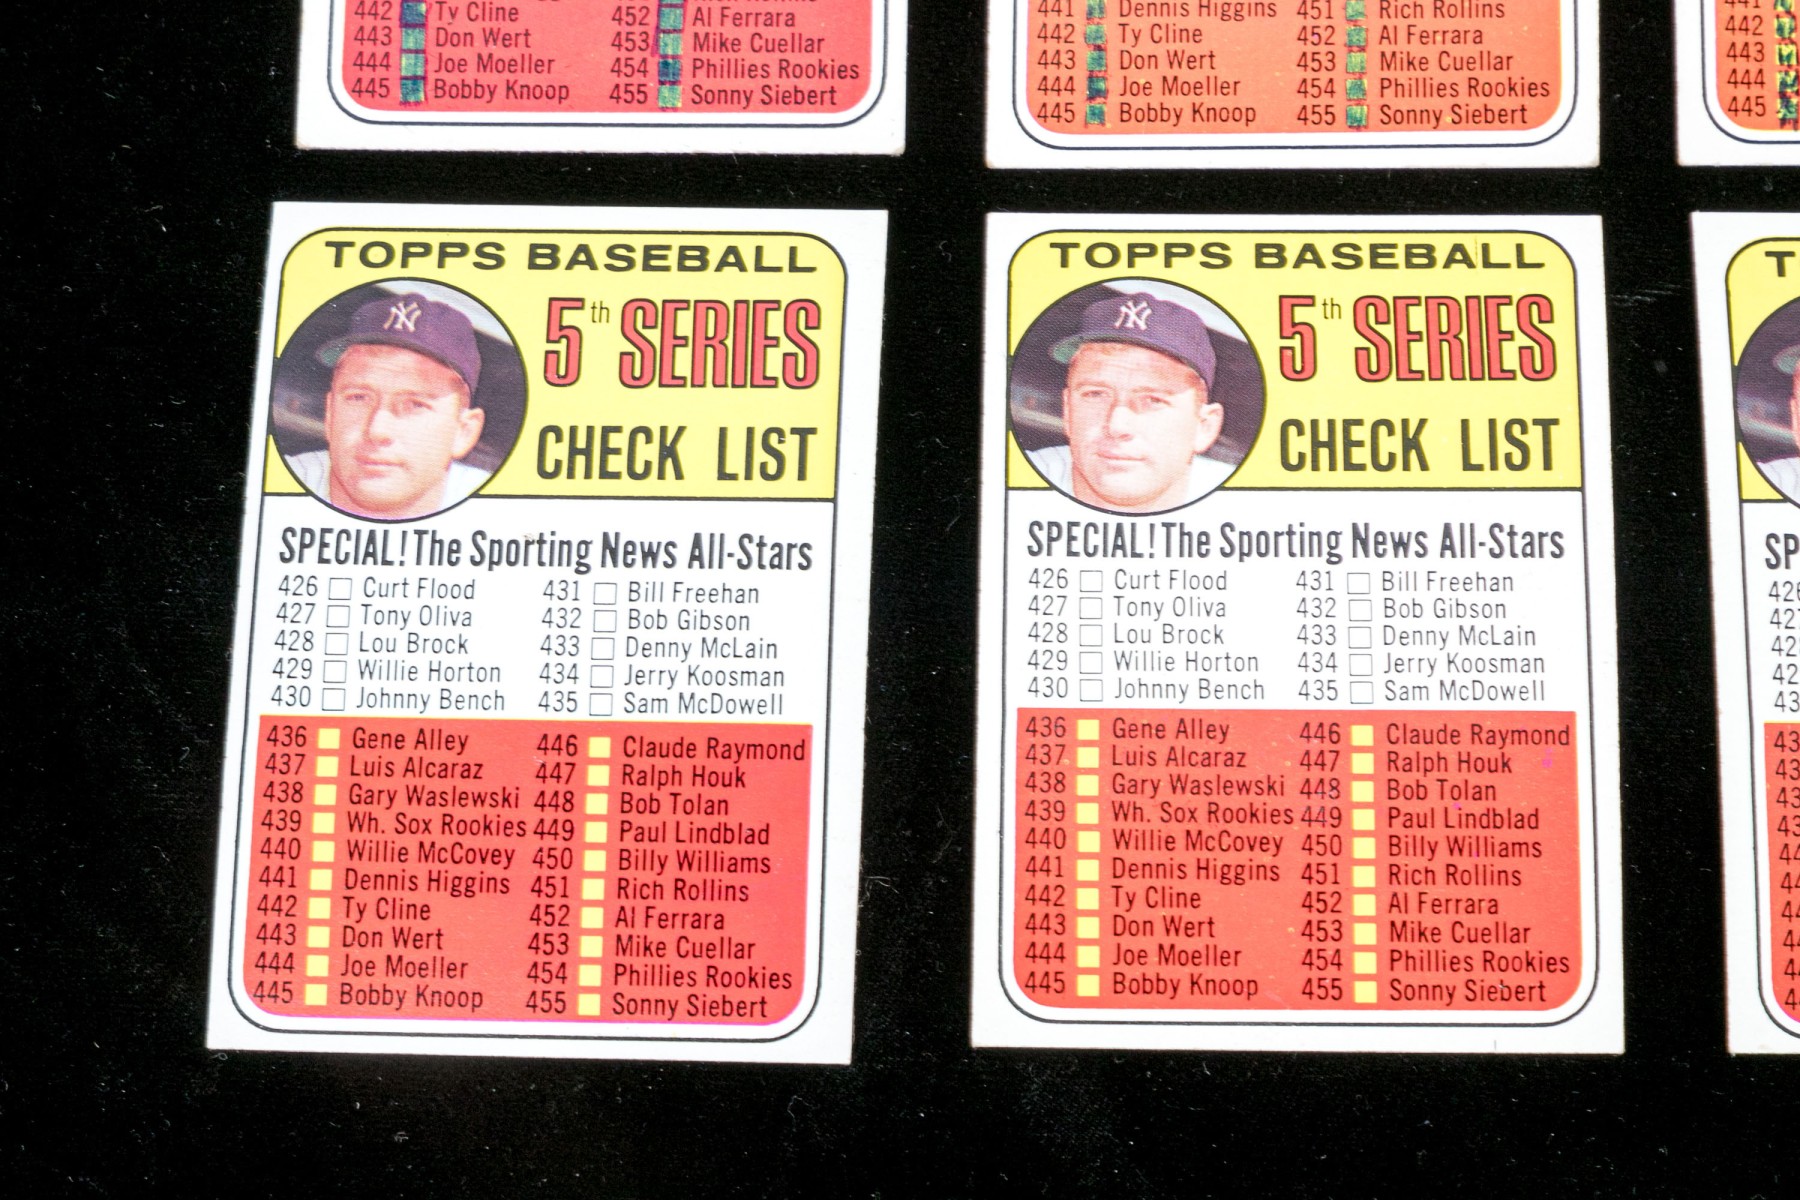 442 Ty Cline 452 Al Ferrara
443 Don Wert 453 Mike Cuellar
444 Joe Moeller 454 Phillies Rookies
445 Bobby Knoop 455 Sonny Siebert
441 Dennis Higgins 451 Rich Rollins
442 Ty Cline 452 Al Ferrara
443 Don Wert 453 Mike Cuellar
444 Joe Moeller 454 Phillies Rookies
445 Bobby Knoop 455 Sonny Siebert
441
442
443
444
445
TOPPS BASEBALL
5th SERIES
CHECK LIST
NY
SPECIAL! The Sporting News All-Stars
426 Curt Flood 431 Bill Freehan
427 Tony Oliva 432 Bob Gibson
428 Lou Brock 433 Denny McLain
429 Willie Horton 434 Jerry Koosman
430 Johnny Bench 435 Sam McDowell
436 Gene Alley 446 Claude Raymond
437 Luis Alcaraz 447 Ralph Houk
438 Gary Waslewski 448 Bob Tolan
439 Wh. Sox Rookies 449 Paul Lindblad
440 Willie McCovey 450 Billy Williams
441 Dennis Higgins 451 Rich Rollins
442 Ty Cline 452 Al Ferrara
443 Don Wert 453 Mike Cuellar
444 Joe Moeller 454 Phillies Rookies
445 Bobby Knoop 455 Sonny Siebert
TOPPS BASEBALL
5th SERIES
CHECK LIST
NY
SPECIAL! The Sporting News All-Stars
426 Curt Flood 431 Bill Freehan
427 Tony Oliva 432 Bob Gibson
428 Lou Brock 433 Denny McLain
429 Willie Horton 434 Jerry Koosman
430 Johnny Bench 435 Sam McDowell
436 Gene Alley 446 Claude Raymond
437 Luis Alcaraz 447 Ralph Houk
438 Gary Waslewski 448 Bob Tolan
439 Wh. Sox Rookies 449 Paul Lindblad
440 Willie McCovey 450 Billy Williams
441 Dennis Higgins 451 Rich Rollins
442 Ty Cline 452 Al Ferrara
443 Don Wert 453 Mike Cuellar
444 Joe Moeller 454 Phillies Rookies
445 Bobby Knoop 455 Sonny Siebert
T
SP